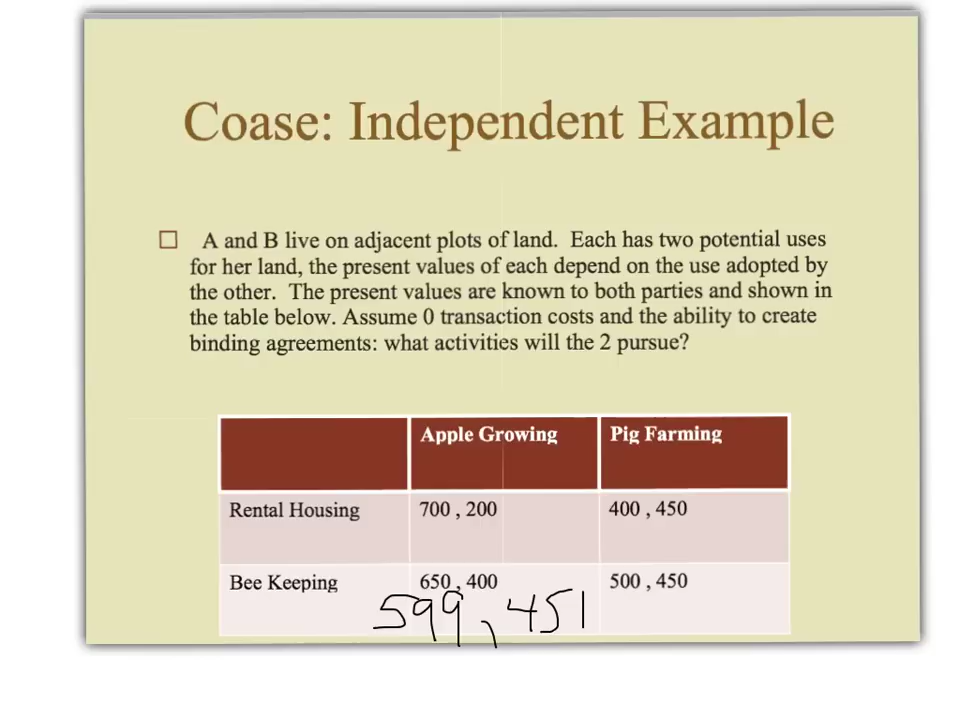 Coase: Independent Example
A and B live on adjacent plots of land. Each has two potential uses
for her land, the present values of each depend on the use adopted by
the other. The present values are known to both parties and shown in
the table below. Assume 0 transaction costs and the ability to create
binding agreements: what activities will the 2 pursue?
Apple Growing Pig Farming
Rental Housing 700 , 200 400 , 450
Bee Keeping 650 , 400 500 , 450
599, 451